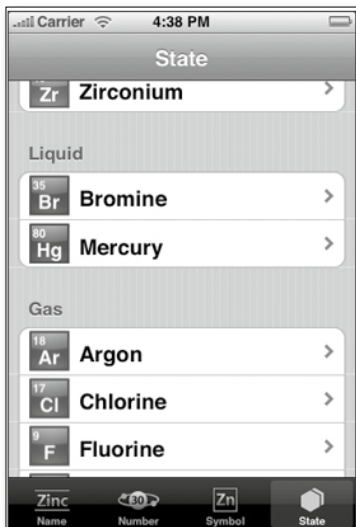 Carrier 4:38 PM
State
Zr Zirconium
Liquid
35
Br Bromine
80
Hg Mercury
Gas
18
Ar Argon
17
Cl Chlorine
9
F Fluorine
Zinc 30 Zn
Name Number Symbol State